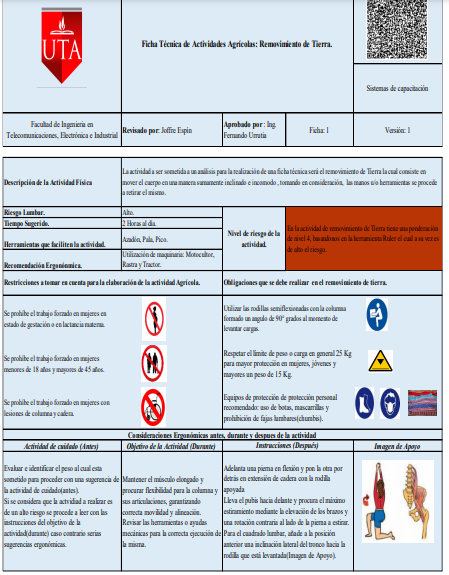 UTA
Ficha Técnica de Actividades Agrícolas: Removimiento de Tierra.
Sistemas de capacitación
Facultad de Ingeniería en
Telecomunicaciones, Electrónica e Industrial
Revisado por: Joffre Espín
Aprobado por : Ing.
Fernando Urrutia
Ficha: 1
Versión: 1
Descripción de la Actividad Física
La actividad a ser sometida a un análisis para la realización de una ficha técnica será el removimiento de Tierra la cual consiste en
mover el cuerpo en una manera sumamente inclinado e incomodo , tomando en consideración, las manos u/o herramientas se procede
a retirar el mismo.
Riesgo Lumbar.
Alto.
Tiempo Sugerido.
2 Horas al día.
Herramientas que faciliten la actividad.
Azadón, Pala, Pico.
Recomendación Ergonómica.
Utilización de maquinaria: Motocultor,
Rastra y Tractor.
Nivel de riesgo de la
actividad.
En la actividad de removimiento de Tierra tiene una ponderación
de nivel 4, basandonos en la herramienta Ruler el cual a su vez es
de alto el riesgo.
Restricciones a tomar en cuenta para la elaboración de la actividad Agrícola.
Obligaciones que se debe realizar en el removimiento de tierra.
Se prohibe el trabajo forzado en mujeres en
estado de gestación o en lactancia materna.
Utilizar las rodillas semiflexionadas con la columna
formado un angulo de 90° grados al momento de
levantar cargas.
Se prohibe el trabajo forzado en mujeres
menores de 18 años y mayores de 45 años.
Respetar el límite de peso o carga en general 25 Kg
para mayor protección en mujeres, jóvenes y
mayores un peso de 15 Kg.
Se prohibe el trabajo forzado en mujeres con
lesiones de columna y cadera.
Equipos de protección de protección personal
recomendado: uso de botas, mascarillas y
prohibición de fajas lumbares(chumbis).
Consideraciones Ergonómicas antes, durante y despues de la actividad
Actividad de cuidado (Antes)
Objetivo de la Actividad (Durante)
Instrucciones (Después)
Imagen de Apoyo
Evaluar e identificar el peso al cual esta
sometido para proceder con una sugerencia de
la actividad de cuidado(antes).
Si se considera que la actividad a realizar es
de un alto riesgo se procede a leer con las
instrucciones del objetivo de la
actividad(durante) caso contrario serias
sugerencias ergonómicas.
Mantener el músculo elongado y
procurar flexibilidad para la columna y
sus articulaciones, garantizando
correcta movilidad y alineación.
Revisar las herramientas o ayudas
mecánicas para la correcta ejecución de
la misma.
Adelanta una pierna en flexión y pon la otra por
detrás en extensión de cadera con la rodilla
apoyada
Lleva el pubis hacia delante y procura el máximo
estiramiento mediante la elevación de los brazos y
una rotación contraria al lado de la pierna a estirar.
Para el cuadrado lumbar, añade a la posición
anterior una inclinación lateral del tronco hacia la
rodilla que está levantada(Imagen de Apoyo).